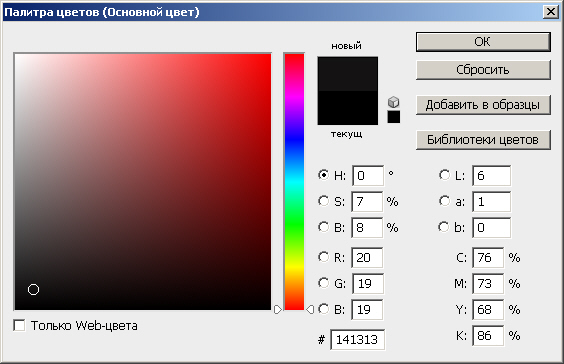 Палитра цветов (Основной цвет)
новый
текущ
OK
Сбросить
Добавить в образцы
Библиотеки цветов
H: 0 °
S: 7 %
B: 8 %
R: 20
G: 19
B: 19
# 141313
L: 6
a: 1
b: 0
C: 76 %
M: 73 %
Y: 68 %
K: 86 %
Только Web-цвета